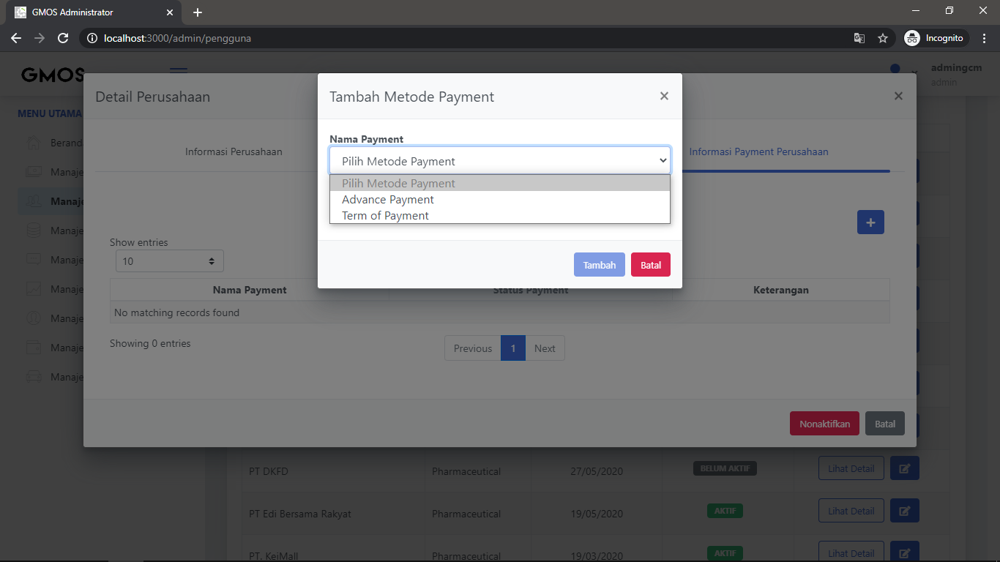 GMOS Administrator
localhost:3000/admin/pengguna
Incognito
GMOS
admingcm
admin
MENU UTAMA
Detail Perusahaan
Informasi Perusahaan
Informasi Payment Perusahaan
Tambah Metode Payment
Nama Payment
Pilih Metode Payment
Pilih Metode Payment
Advance Payment
Term of Payment
Tambah
Batal
Show entries
10
Nama Payment
Status Payment
Keterangan
No matching records found
Showing 0 entries
Previous
1
Next
Nonaktifkan
Batal
Berand
Manaje
Manaj
Manaje
Manaje
Manaje
Manaje
Manaje
Manaje
PT DKFD
Pharmaceutical
27/05/2020
BELUM AKTIF
Lihat Detail
PT Edi Bersama Rakyat
Pharmaceutical
19/05/2020
AKTIF
Lihat Detail
PT. KeiMall
Pharmaceutical
19/03/2020
AKTIF
Lihat Detail